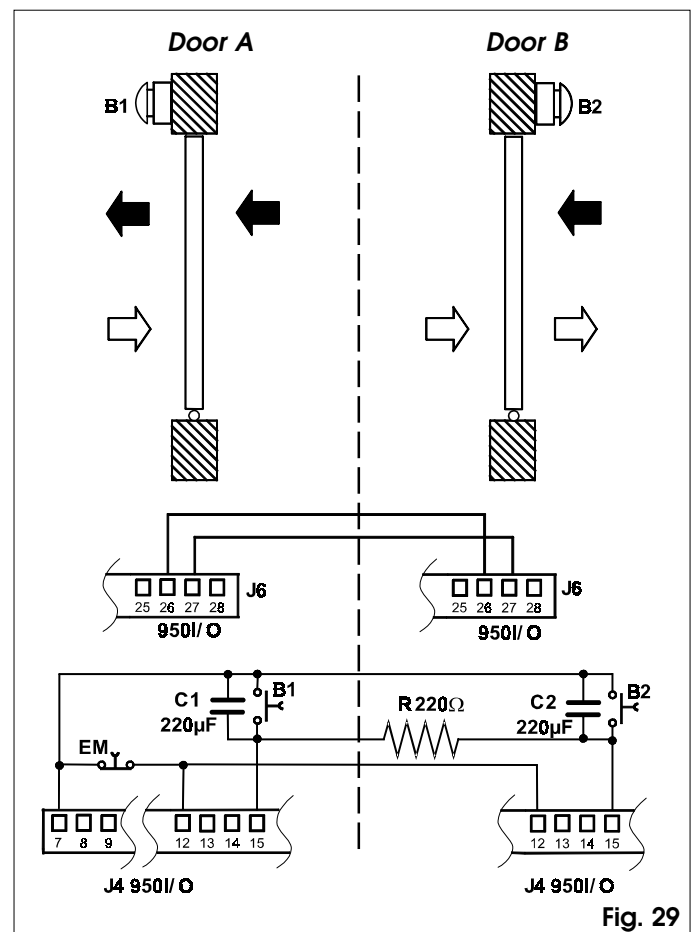 Door A Door B
B1 B2
25 26 27 28 J6 25 26 27 28 J6
950I/O 950I/O
C1 220µF B1 R 220Ω C2 220µF B2
EM
7 8 9 12 13 14 15 12 13 14 15
J4 950I/O J4 950I/O
Fig. 29